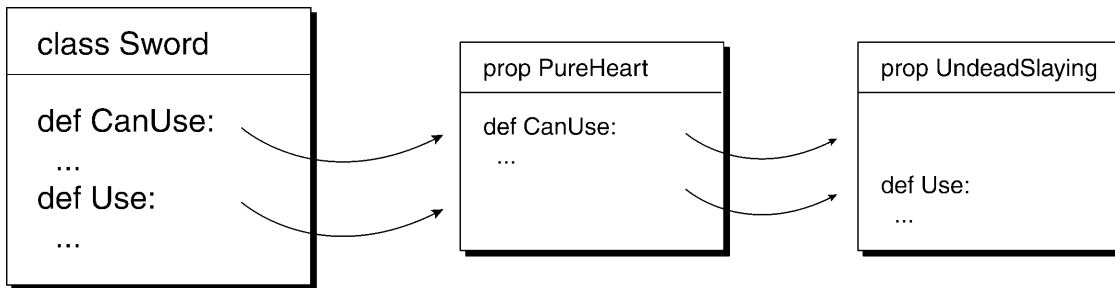 class Sword
def CanUse:
...
def Use:
...
prop PureHeart
def CanUse:
...
prop UndeadSlaying
def Use:
...